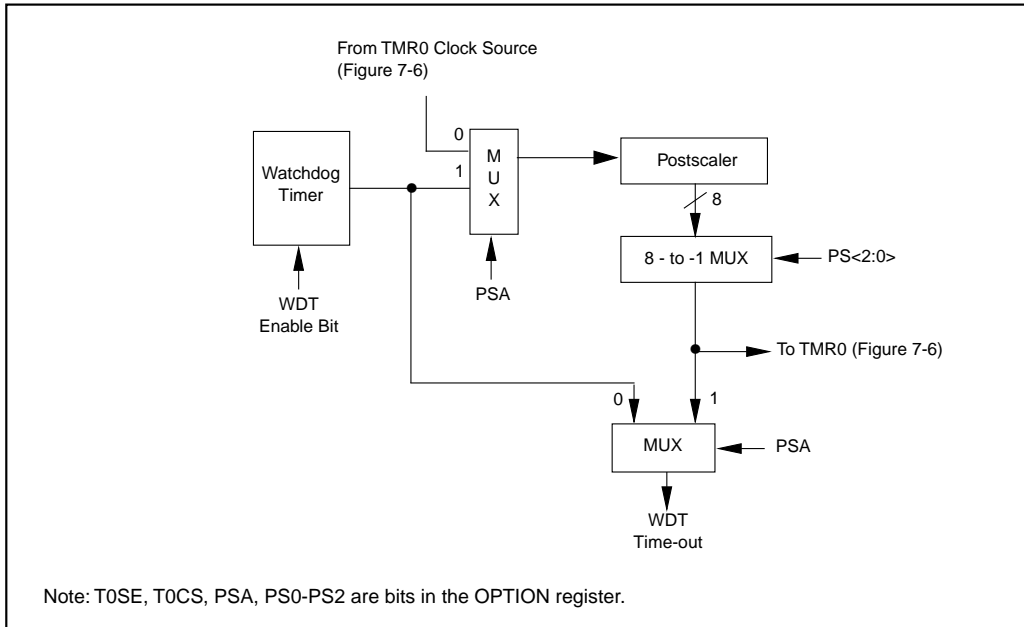 From TMR0 Clock Source
(Figure 7-6)
0
1
M
U
X
Watchdog
Timer
Postscaler
8
8 - to -1 MUX
PS<2:0>
PSA
WDT
Enable Bit
To TMR0 (Figure 7-6)
0
1
MUX
PSA
WDT
Time-out
Note: T0SE, T0CS, PSA, PS0-PS2 are bits in the OPTION register.